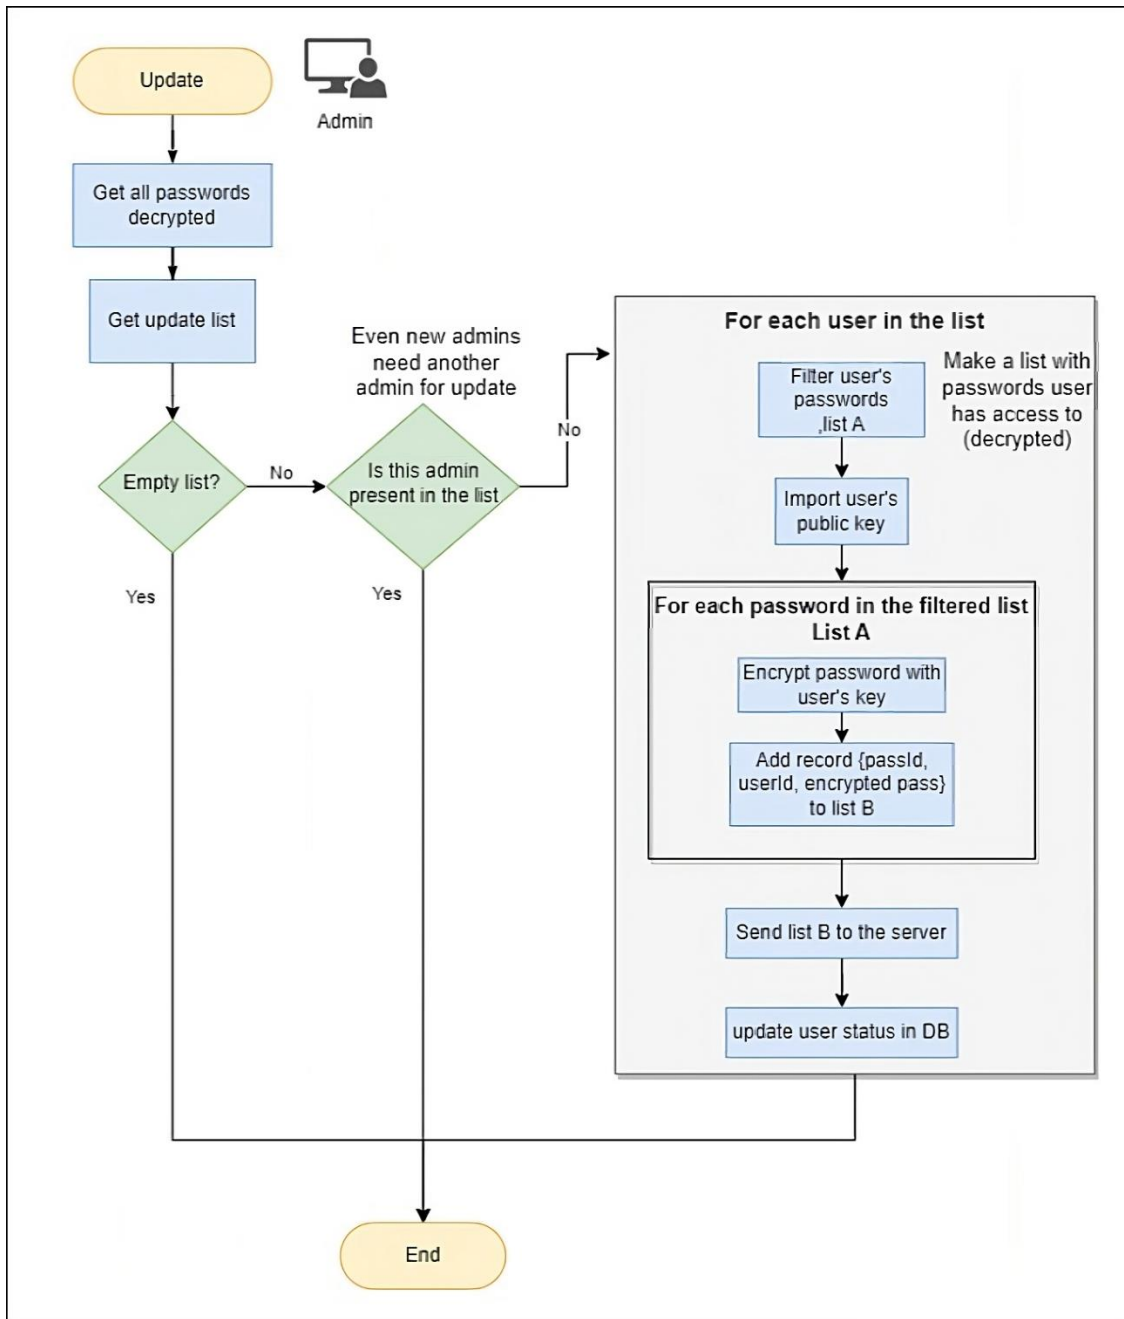 Update
Admin
Get all passwords
decrypted
Get update list
Even new admins
need another
admin for update
Empty list?
No
Is this admin
present in the list
No
Yes
Yes
For each user in the list
Filter user's
passwords
,list A
Make a list with
passwords user
has access to
(decrypted)
Import user's
public key
For each password in the filtered list
List A
Encrypt password with
user's key
Add record {passId,
userId, encrypted pass}
to list B
Send list B to the server
update user status in DB
End